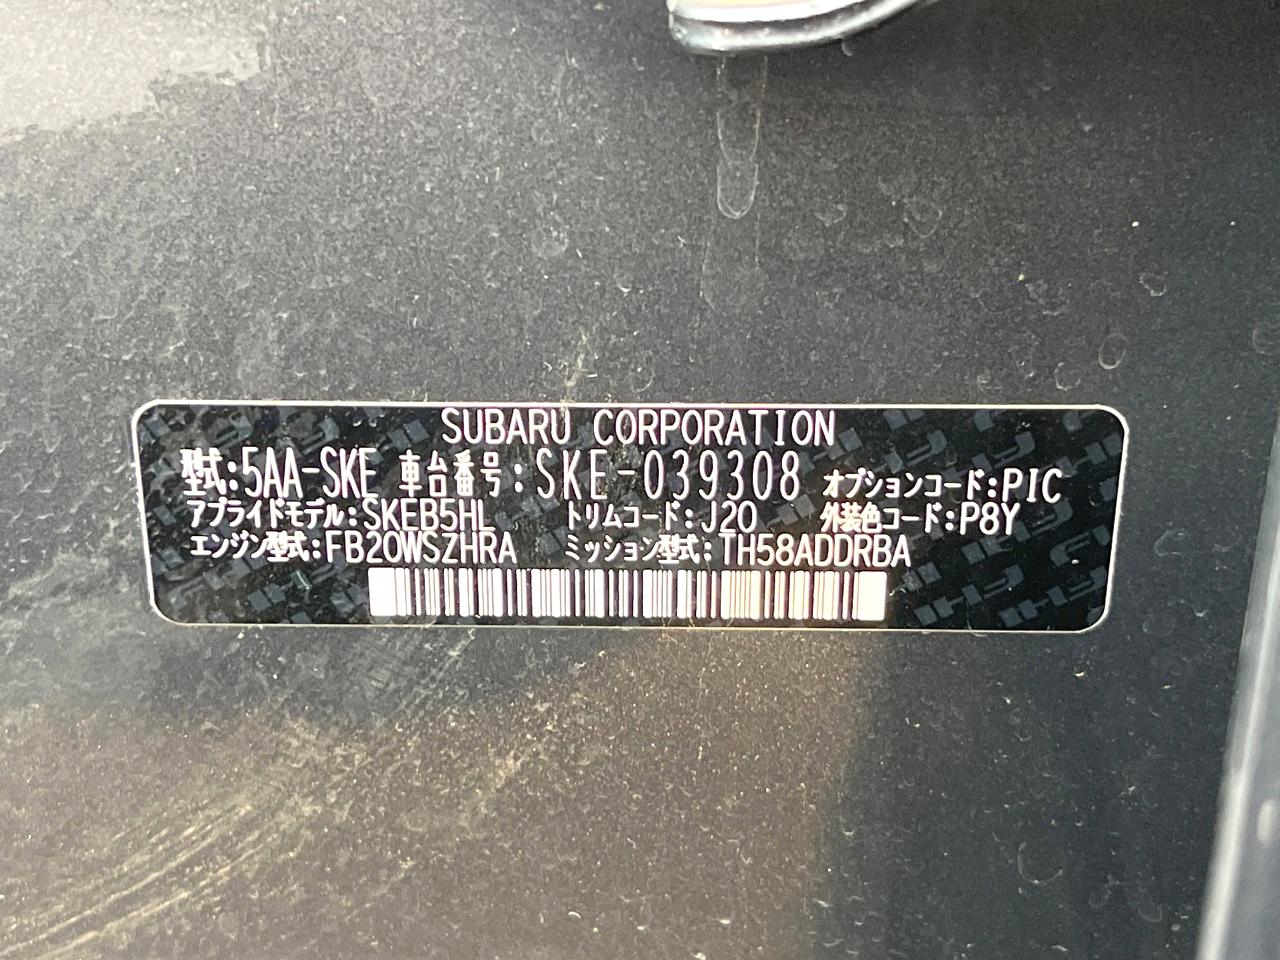 SUBARU CORPORATION
型式:5AA-SKE 車台番号:SKE-039308 オプションコード:PIC
アプライドモデル:SKEB5HL トリムコード:J20 外装色コード:P8Y
エンジン型式:FB20WSZHRA ミッション型式:TH58ADDRBA